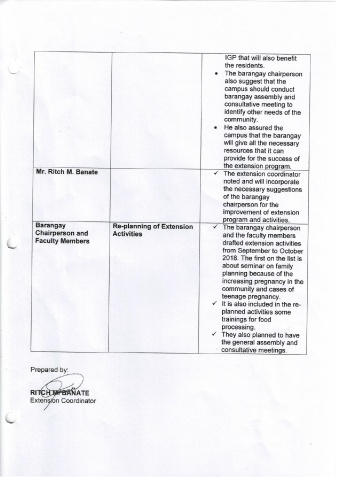 IGP that will also benefit
the residents.
• The barangay chairperson
also suggest that the
campus should conduct
barangay assembly and
consultative meeting to
identify other needs of the
community.
• He also assured the
campus that the barangay
will give all the necessary
resources that it can
provide for the success of
the extension program.
Mr. Ritch M. Banate
✓ The extension coordinator
noted and will incorporate
the necessary suggestions
of the barangay
chairperson for the
improvement of extension
program and activities.
Barangay
Chairperson and
Faculty Members
Re-planning of Extension
Activities
✓ The barangay chairperson
and the faculty members
drafted extension activities
from September to October
2018. The first on the list is
about seminar on family
planning because of the
increasing pregnancy in the
community and cases of
teenage pregnancy.
✓ It is also included in the re-
planned activities some
trainings for food
processing.
✓ They also planned to have
the general assembly and
consultative meetings.
Prepared by:
RITCH M. BANATE
Extension Coordinator